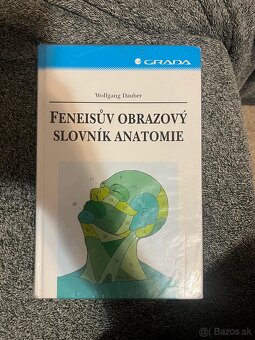 GRADA
Wolfgang Dauber
FENEISŮV OBRAZOVÝ
SLOVNÍK ANATOMIE
Bazos.sk